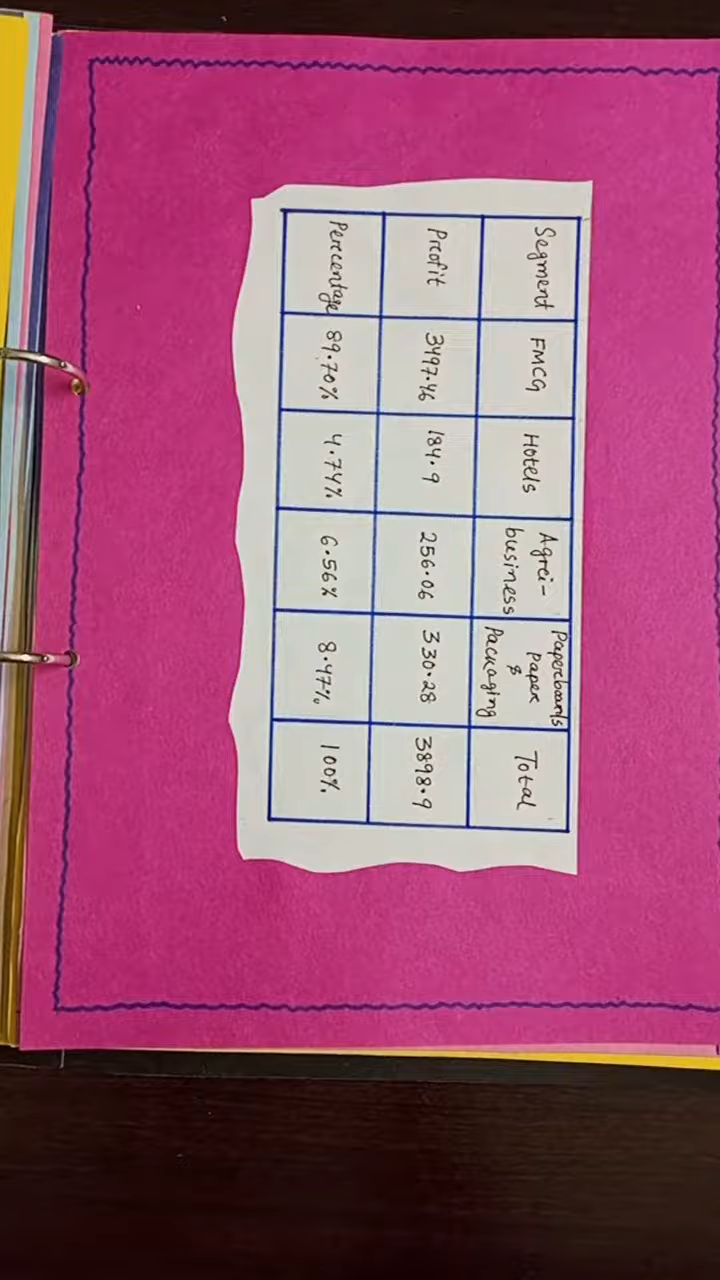 Segment FMCG Hotels Agri-business Paperboards paper & Packaging Total
Profit 3497.46 184.9 256.06 330.28 3898.9
Percentage 89.70% 4.74% 6.56% 8.47% 100%